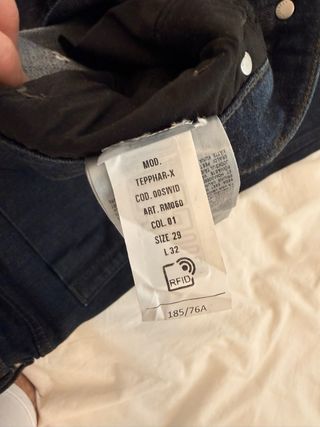 MOD.
TEPPHAR-X
COD. 00SWID
ART. RM060
COL. 01
SIZE 29
L 32
RFID
185/76A